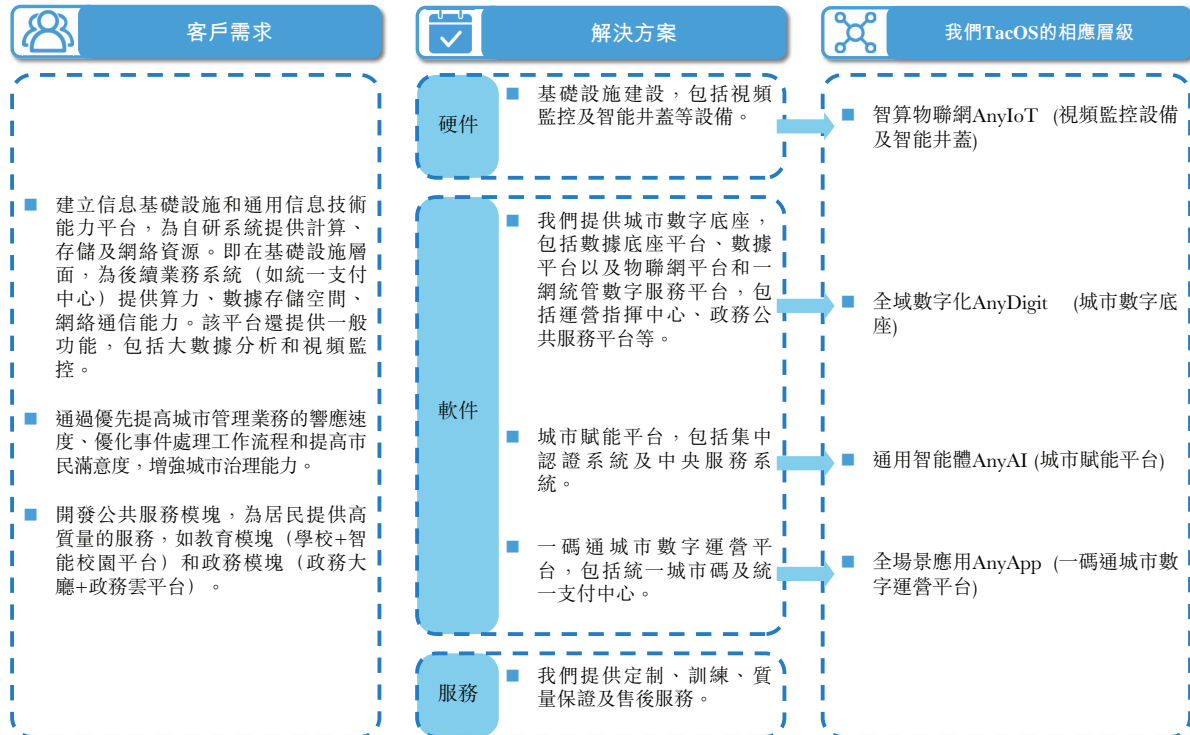 客戶需求
建立信息基礎設施和通用信息技術
能力平台，為自研系統提供計算、
存儲及網絡資源。即在基礎設施層
面，為後續業務系統（如統一支付
中心）提供算力、數據存儲空間、
網絡通信能力。該平台還提供一般
功能，包括大數據分析和視頻監
控。
通過優先提高城市管理業務的響應速
度、優化事件處理工作流程和提高市
民滿意度，增強城市治理能力。
開發公共服務模塊，為居民提供高
質量的服務，如教育模塊（學校+智
能校園平台）和政務模塊（政務大
廳+政務雲平台）。
解決方案
硬件
基礎設施建設，包括視頻
監控及智能井蓋等設備。
軟件
我們提供城市數字底座，
包括數據底座平台、數據
平台以及物聯網平台和一
網統管數字服務平台，包
括運營指揮中心、政務公
共服務平台等。
城市賦能平台，包括集中
認證系統及中央服務系
統。
一碼通城市數字運營平
台，包括統一城市碼及統
一支付中心。
服務
我們提供定制、訓練、質
量保證及售後服務。
我們TacOS的相應層級
智算物聯網AnyIoT (視頻監控設備
及智能井蓋)
全域數字化AnyDigit (城市數字底
座)
通用智能體AnyAI (城市賦能平台)
全場景應用AnyApp (一碼通城市數
字運營平台)